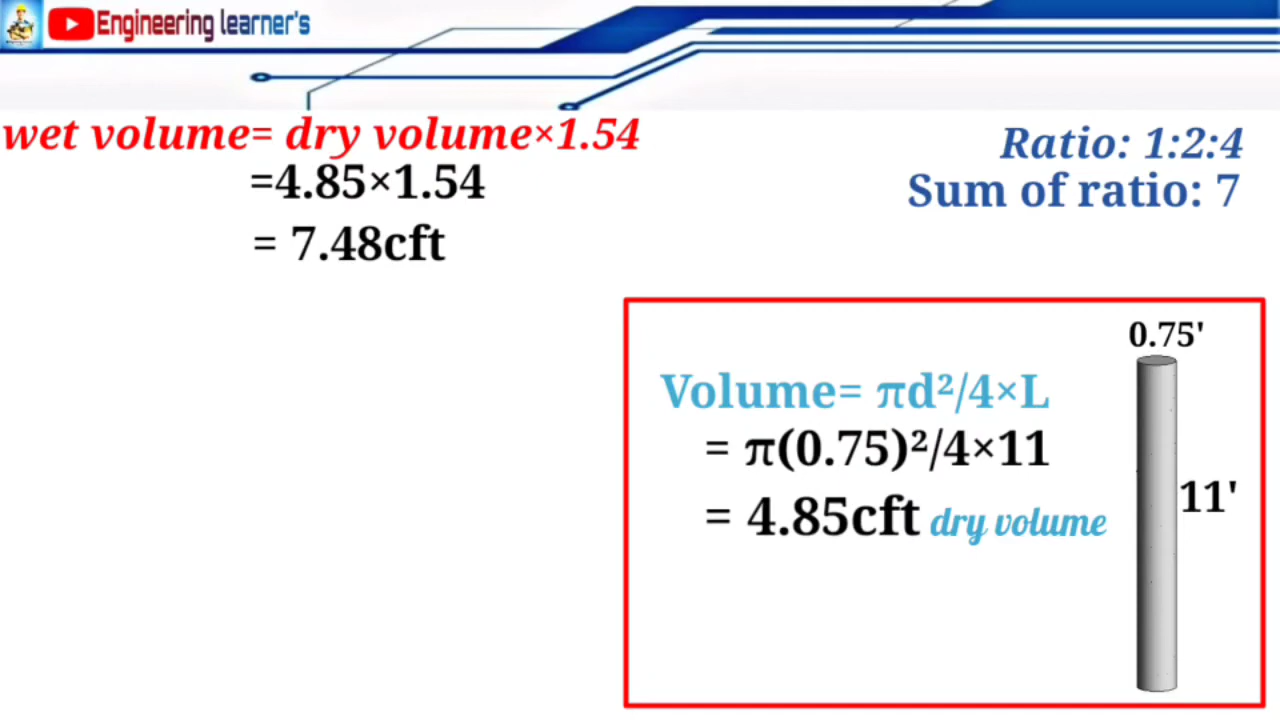 Engineering learner's
wet volume= dry volume×1.54
=4.85×1.54
= 7.48cft
Ratio: 1:2:4
Sum of ratio: 7
0.75'
Volume= πd²/4×L
= π(0.75)²/4×11
= 4.85cft dry volume
11'